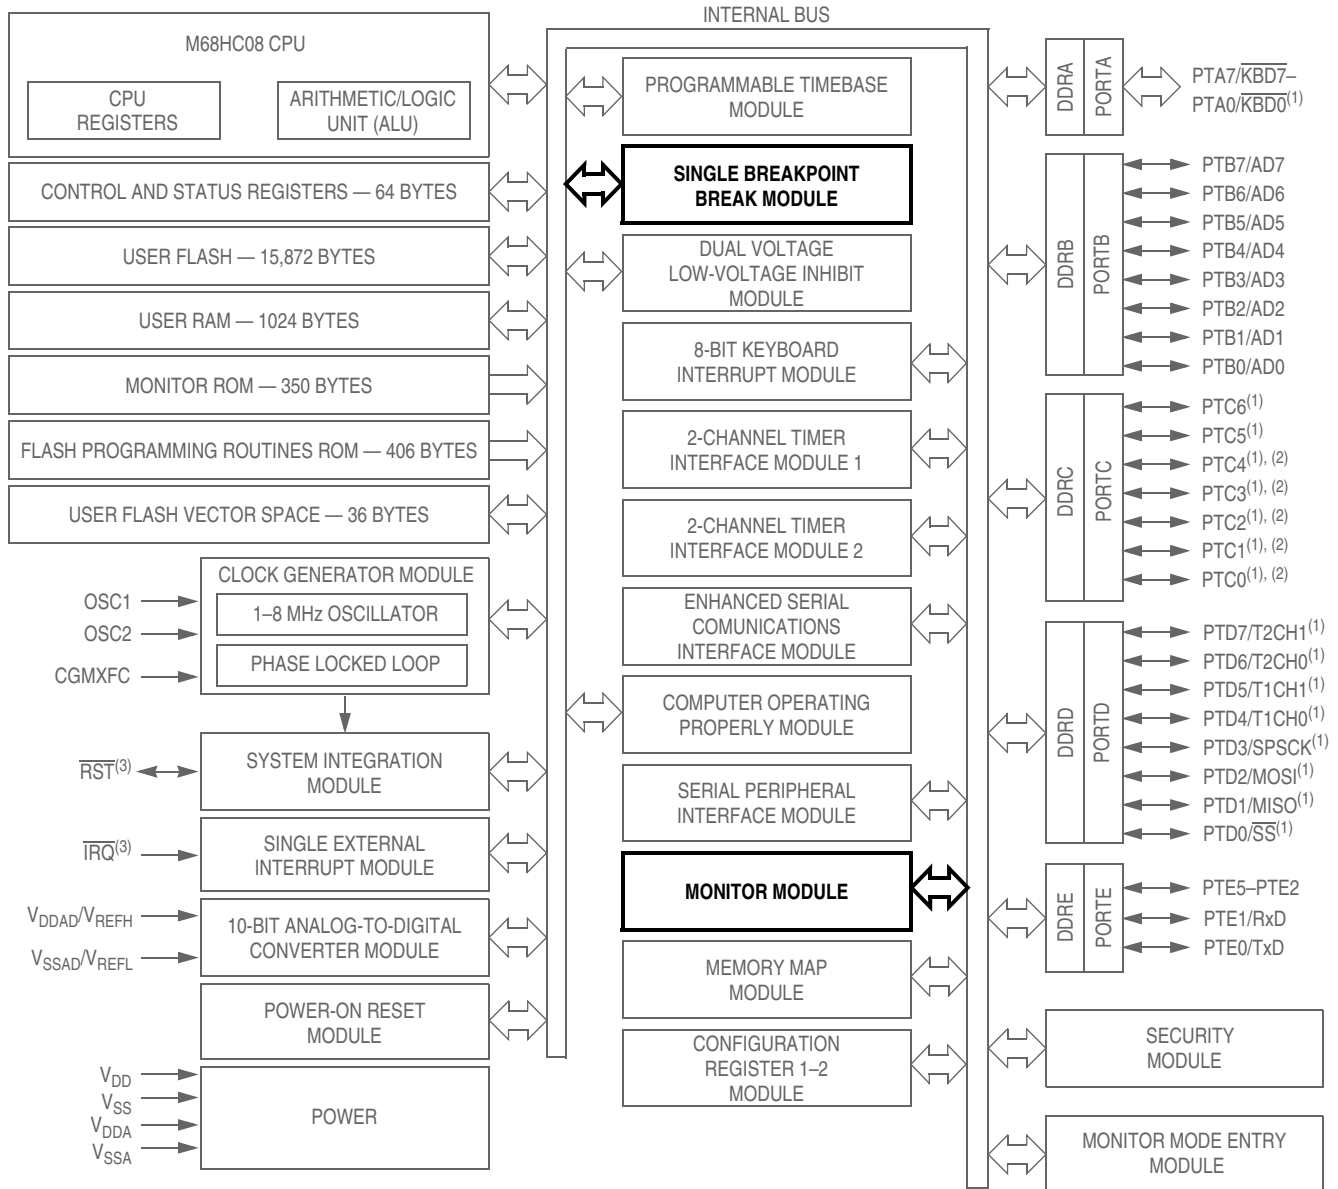 INTERNAL BUS
M68HC08 CPU
CPU
REGISTERS
ARITHMETIC/LOGIC
UNIT (ALU)
CONTROL AND STATUS REGISTERS — 64 BYTES
USER FLASH — 15,872 BYTES
USER RAM — 1024 BYTES
MONITOR ROM — 350 BYTES
FLASH PROGRAMMING ROUTINES ROM — 406 BYTES
USER FLASH VECTOR SPACE — 36 BYTES
CLOCK GENERATOR MODULE
1–8 MHz OSCILLATOR
PHASE LOCKED LOOP
OSC1
OSC2
CGMXFC
SYSTEM INTEGRATION
MODULE
RST(3)
SINGLE EXTERNAL
INTERRUPT MODULE
IRQ(3)
10-BIT ANALOG-TO-DIGITAL
CONVERTER MODULE
VDDAD/VREFH
VSSAD/VREFL
POWER-ON RESET
MODULE
POWER
VDD
VSS
VDDA
VSSA
PROGRAMMABLE TIMEBASE
MODULE
SINGLE BREAKPOINT
BREAK MODULE
DUAL VOLTAGE
LOW-VOLTAGE INHIBIT
MODULE
8-BIT KEYBOARD
INTERRUPT MODULE
2-CHANNEL TIMER
INTERFACE MODULE 1
2-CHANNEL TIMER
INTERFACE MODULE 2
ENHANCED SERIAL
COMUNICATIONS
INTERFACE MODULE
COMPUTER OPERATING
PROPERLY MODULE
SERIAL PERIPHERAL
INTERFACE MODULE
MONITOR MODULE
MEMORY MAP
MODULE
CONFIGURATION
REGISTER 1–2
MODULE
DDRA
PORTA
PTA7/KBD7–
PTA0/KBD0(1)
DDRB
PORTB
PTB7/AD7
PTB6/AD6
PTB5/AD5
PTB4/AD4
PTB3/AD3
PTB2/AD2
PTB1/AD1
PTB0/AD0
DDRC
PORTC
PTC6(1)
PTC5(1)
PTC4(1), (2)
PTC3(1), (2)
PTC2(1), (2)
PTC1(1), (2)
PTC0(1), (2)
DDRD
PORTD
PTD7/T2CH1(1)
PTD6/T2CH0(1)
PTD5/T1CH1(1)
PTD4/T1CH0(1)
PTD3/SPSCK(1)
PTD2/MOSI(1)
PTD1/MISO(1)
PTD0/SS(1)
DDRE
PORTE
PTE5–PTE2
PTE1/RxD
PTE0/TxD
SECURITY
MODULE
MONITOR MODE ENTRY
MODULE